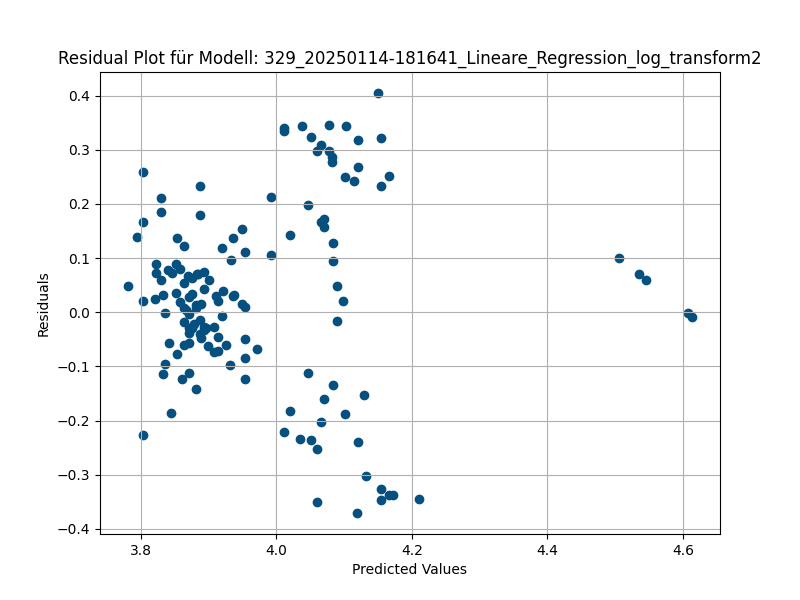 Residual Plot für Modell: 329_20250114-181641_Lineare_Regression_log_transform2
0.4
0.3
0.2
0.1
0.0
−0.1
−0.2
−0.3
−0.4
Residuals
3.8 4.0 4.2 4.4 4.6
Predicted Values